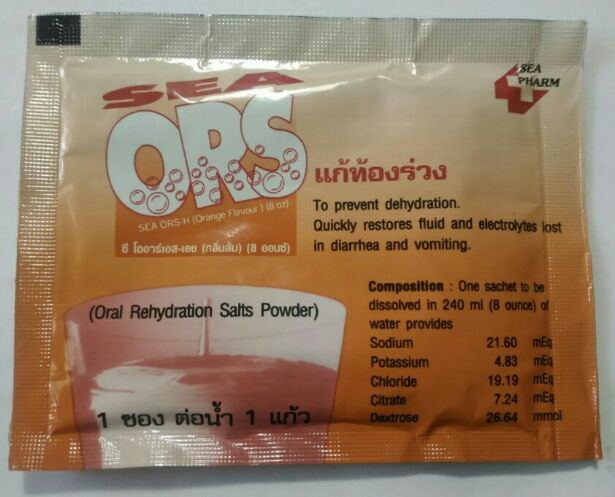 SEA
ORS
SEA ORS-H (Orange Flavour) (8 oz)
ซี โออาร์เอส-เอช (กลิ่นส้ม) (8 ออนซ์)
SEA
PHARM
แก้ท้องร่วง
To prevent dehydration.
Quickly restores fluid and electrolytes lost
in diarrhea and vomiting.
(Oral Rehydration Salts Powder)
1 ซอง ต่อน้ำ 1 แก้ว
Composition : One sachet to be
dissolved in 240 ml (8 ounce) of
water provides
Sodium 21.60 mEq
Potassium 4.83 mEq
Chloride 19.19 mEq
Citrate 7.24 mEq
Dextrose 26.64 mmol